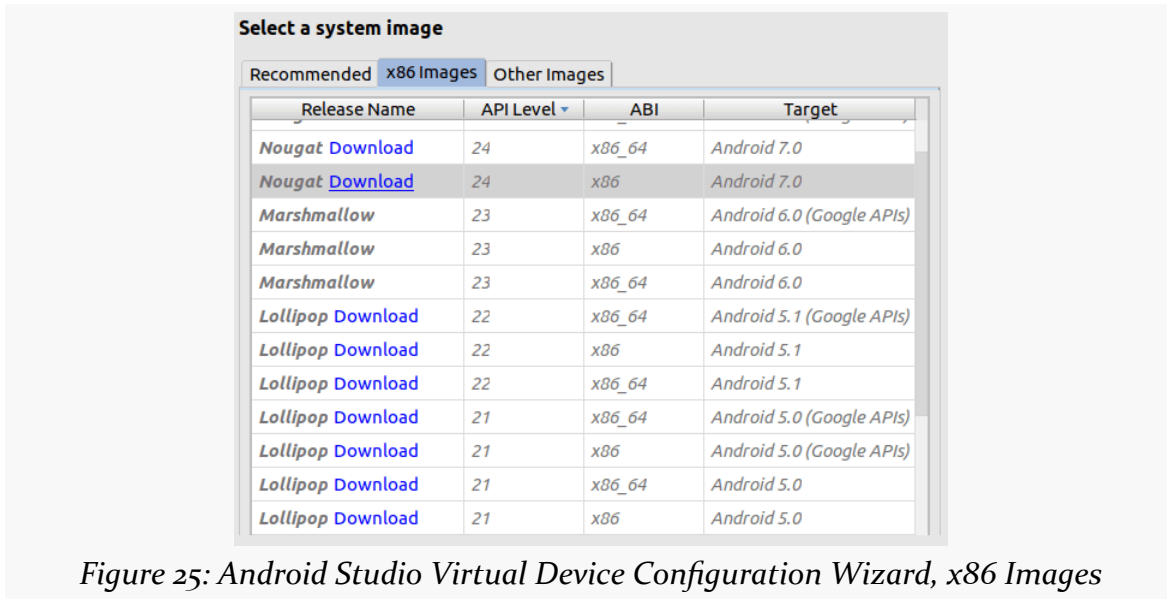 Select a system image
Recommended x86 Images Other Images
Release Name API Level ABI Target
Nougat Download 24 x86_64 Android 7.0
Nougat Download 24 x86 Android 7.0
Marshmallow 23 x86_64 Android 6.0 (Google APIs)
Marshmallow 23 x86 Android 6.0
Marshmallow 23 x86_64 Android 6.0
Lollipop Download 22 x86_64 Android 5.1 (Google APIs)
Lollipop Download 22 x86 Android 5.1
Lollipop Download 22 x86_64 Android 5.1
Lollipop Download 21 x86_64 Android 5.0 (Google APIs)
Lollipop Download 21 x86 Android 5.0 (Google APIs)
Lollipop Download 21 x86_64 Android 5.0
Lollipop Download 21 x86 Android 5.0
Figure 25: Android Studio Virtual Device Configuration Wizard, x86 Images